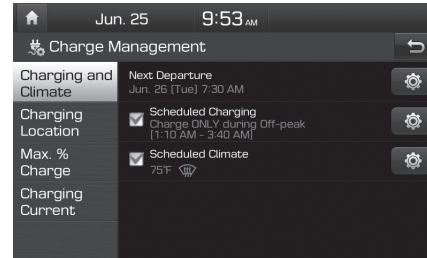 Jun. 25 9:53 AM
Charge Management
Charging and
Climate
Next Departure
Jun. 26 (Tue) 7:30 AM
Charging
Location
Scheduled Charging
Charge ONLY during Off-peak
(1:10 AM - 3:40 AM)
Max. %
Charge
Scheduled Climate
75°F
Charging
Current